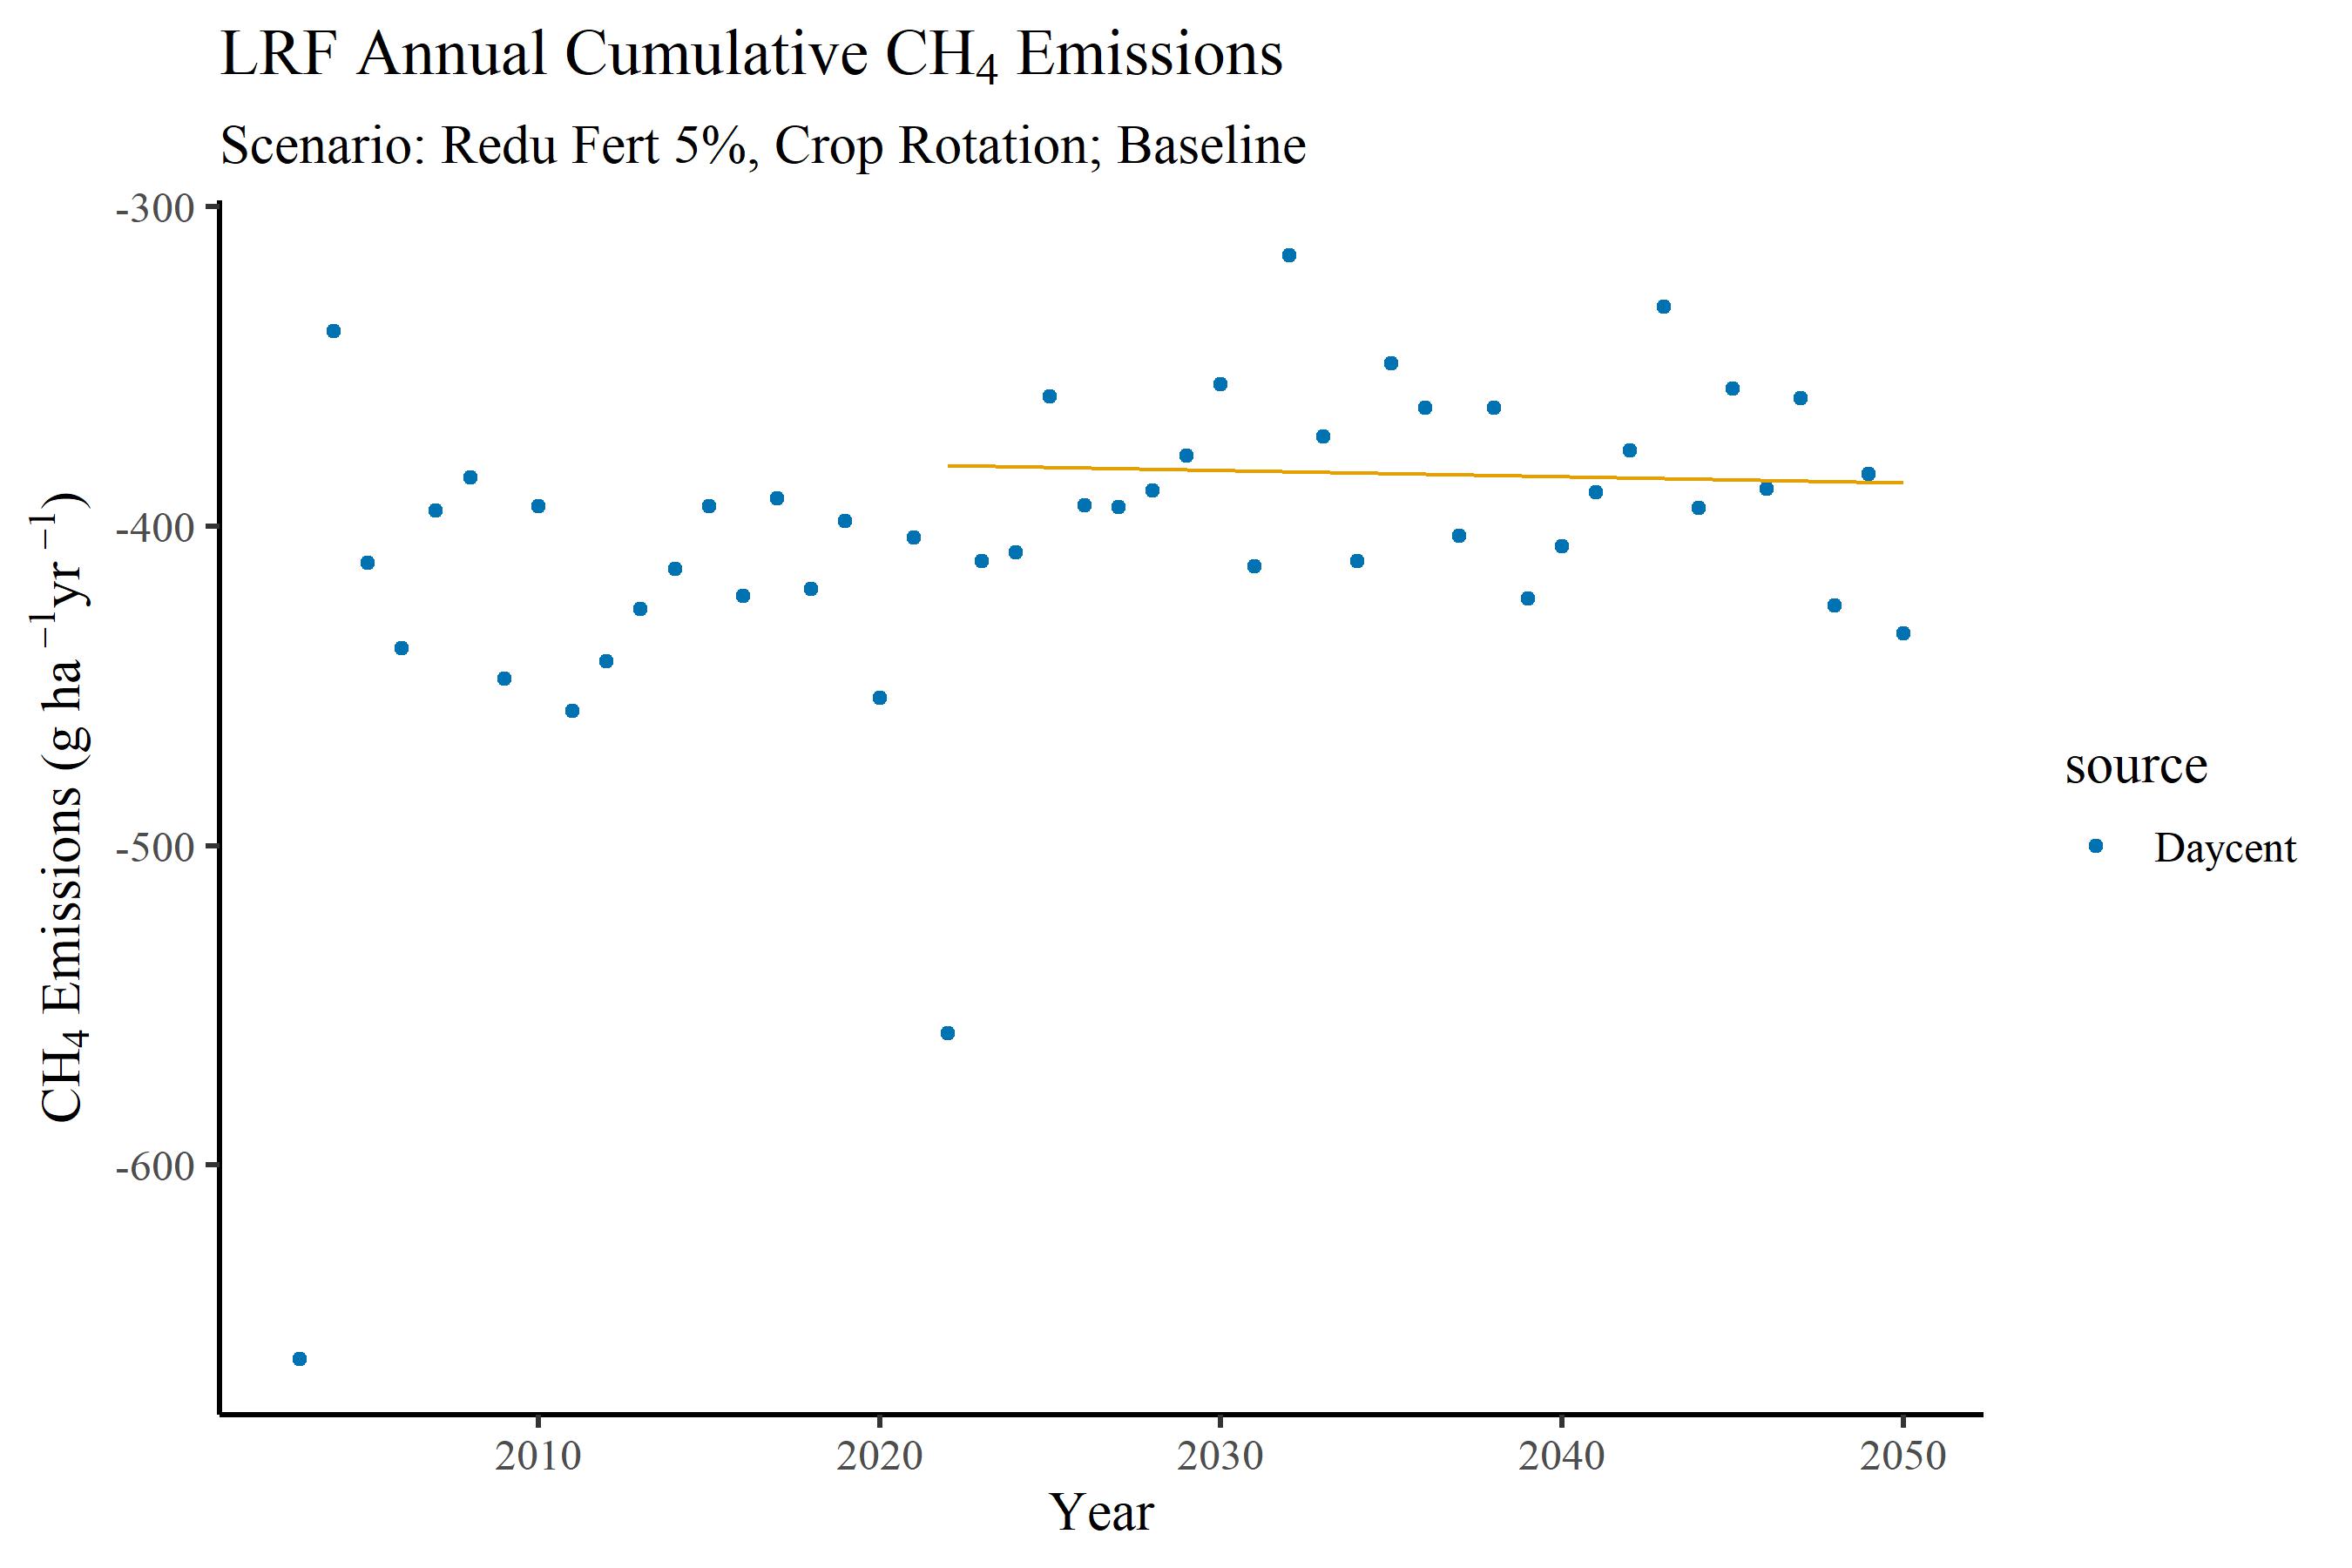 LRF Annual Cumulative CH₄ Emissions
Scenario: Redu Fert 5%, Crop Rotation; Baseline
CH₄ Emissions (g ha ⁻¹yr ⁻¹)
-300
-400
-500
-600
2010 2020 2030 2040 2050
Year
source
Daycent